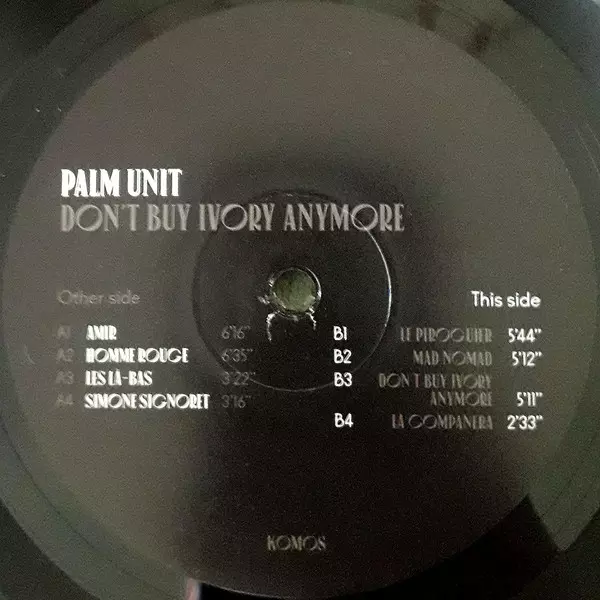 PALM UNIT
DON'T BUY IVORY ANYMORE
Other side This side
A1 AMIR 6'16" B1 LE PIROGUIER 5'44"
A2 HOMME ROUGE 6'35" B2 MAD NOMAD 5'12"
A3 LES LÀ-BAS 3'22" B3 DON'T BUY IVORY
A4 SIMONE SIGNORET 3'16" ANYMORE 5'11"
B4 LA COMPANERA 2'33"
KOMOS